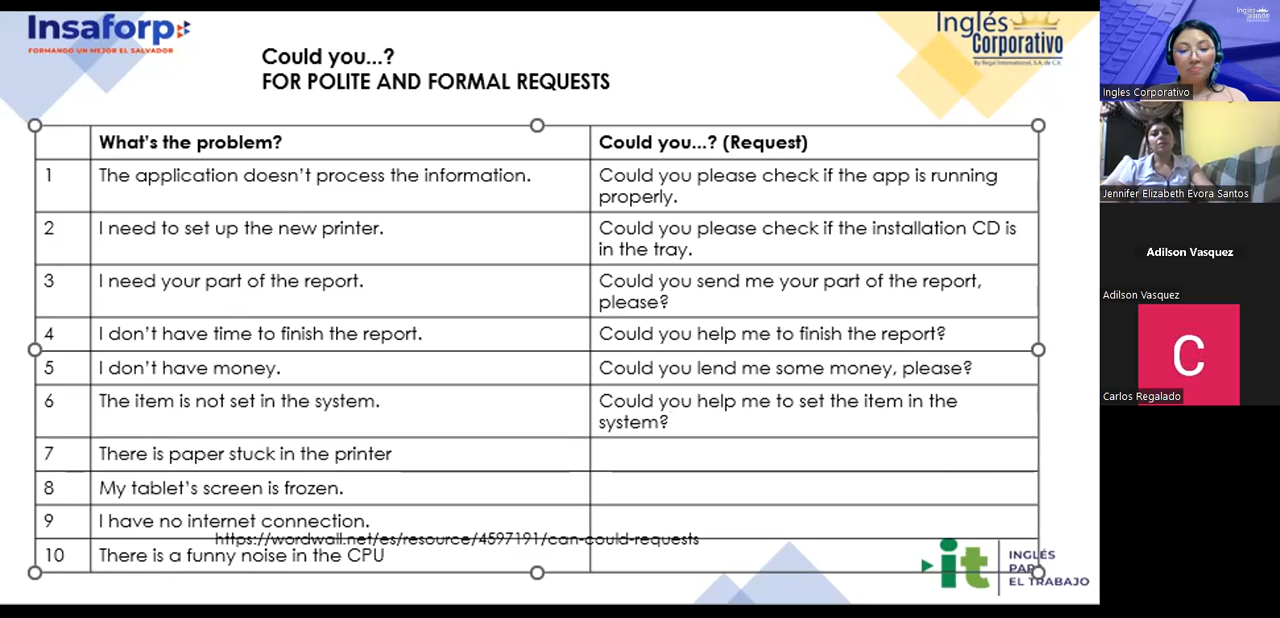 Insaforp
FORMANDO UN MEJOR EL SALVADOR
Could you...?
FOR POLITE AND FORMAL REQUESTS
Inglés
Corporativo
By Regal International, S.A. de C.V.
What's the problem?
Could you...? (Request)
1
The application doesn't process the information.
Could you please check if the app is running
properly.
2
I need to set up the new printer.
Could you please check if the installation CD is
in the tray.
3
I need your part of the report.
Could you send me your part of the report,
please?
4
I don't have time to finish the report.
Could you help me to finish the report?
5
I don't have money.
Could you lend me some money, please?
6
The item is not set in the system.
Could you help me to set the item in the
system?
7
There is paper stuck in the printer
8
My tablet's screen is frozen.
9
I have no internet connection.
https://wordwall.net/es/resource/4597191/can-could-requests
10
There is a funny noise in the CPU
it
INGLÉS
PARA
EL TRABAJO
Inglés
Ingles Corporativo
Jennifer Elizabeth Evora Santos
Adilson Vasquez
Adilson Vasquez
C
Carlos Regalado